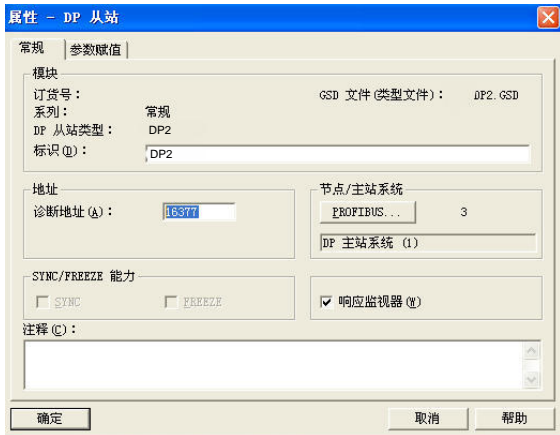 属性 - DP 从站
常规 参数赋值
模块
订货号： GSD 文件(类型文件)： DP2.GSD
系列： 常规
DP 从站类型： DP2
标识(D)： DP2
地址 节点/主站系统
诊断地址(A)： 16377 PROFIBUS... 3
DP 主站系统 (1)
SYNC/FREEZE 能力
SYNC FREEZE 响应监视器(W)
注释(C)：
确定 取消 帮助